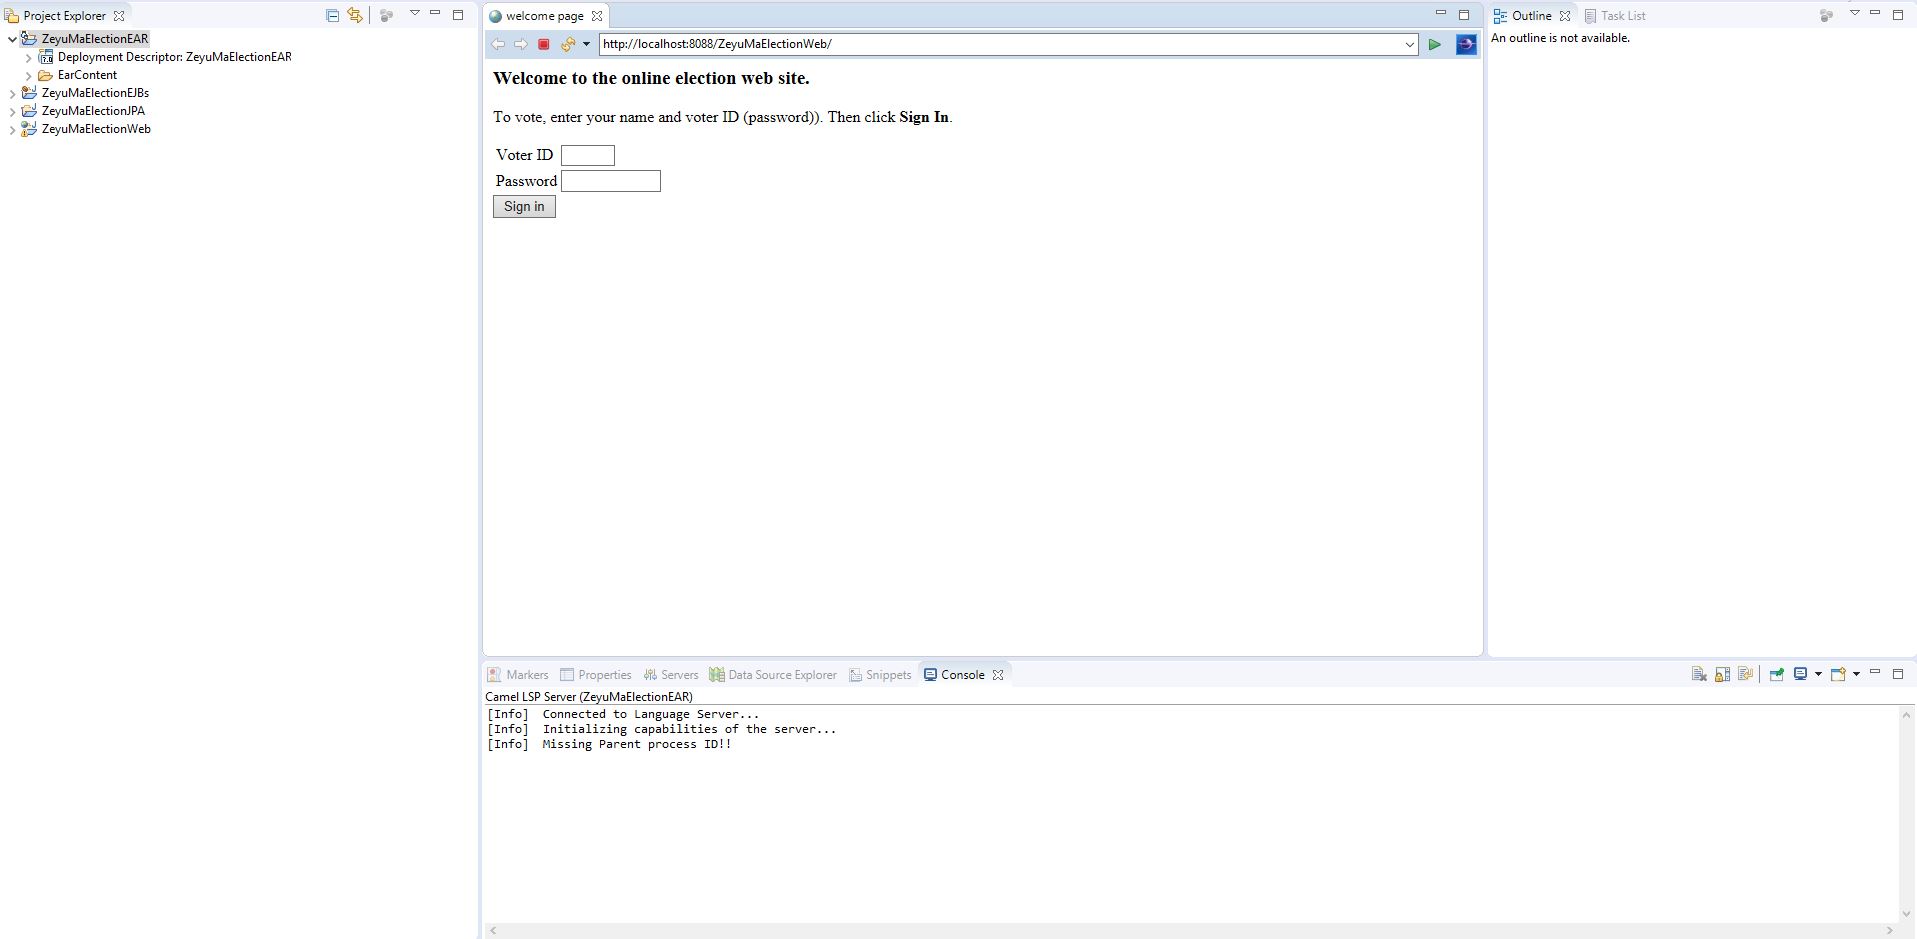 Project Explorer
ZeyuMaElectionEAR
Deployment Descriptor: ZeyuMaElectionEAR
EarContent
ZeyuMaElectionEJBs
ZeyuMaElectionJPA
ZeyuMaElectionWeb
welcome page
http://localhost:8088/ZeyuMaElectionWeb/
Welcome to the online election web site.
To vote, enter your name and voter ID (password)). Then click Sign In.
Voter ID
Password
Sign in
Outline
Task List
An outline is not available.
Markers
Properties
Servers
Data Source Explorer
Snippets
Console
Camel LSP Server (ZeyuMaElectionEAR)
[Info] Connected to Language Server...
[Info] Initializing capabilities of the server...
[Info] Missing Parent process ID!!